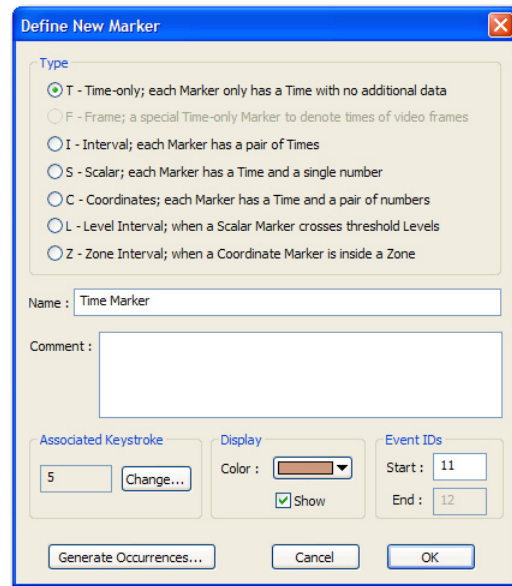 Define New Marker
Type
T - Time-only; each Marker only has a Time with no additional data
F - Frame; a special Time-only Marker to denote times of video frames
I - Interval; each Marker has a pair of Times
S - Scalar; each Marker has a Time and a single number
C - Coordinates; each Marker has a Time and a pair of numbers
L - Level Interval; when a Scalar Marker crosses threshold Levels
Z - Zone Interval; when a Coordinate Marker is inside a Zone
Name : Time Marker
Comment :
Associated Keystroke
5 Change...
Display
Color :
Show
Event IDs
Start : 11
End : 12
Generate Occurrences... Cancel OK